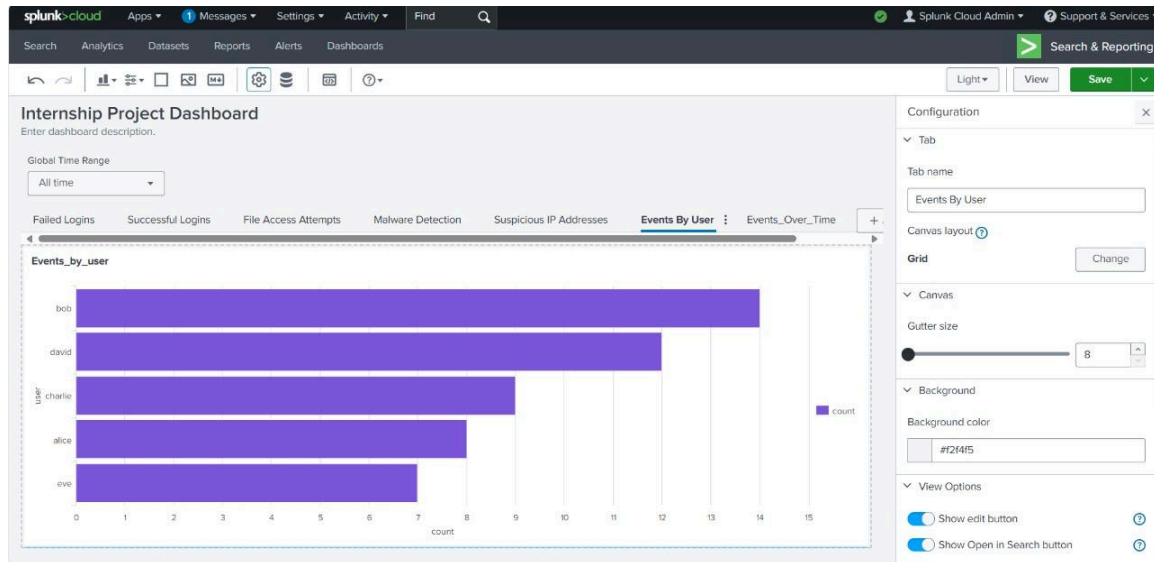 splunk>cloud Apps 1 Messages Settings Activity Find Splunk Cloud Admin Support & Services
Search Analytics Datasets Reports Alerts Dashboards Search & Reporting
Light View Save
Internship Project Dashboard
Enter dashboard description.
Global Time Range
All time
Failed Logins Successful Logins File Access Attempts Malware Detection Suspicious IP Addresses Events By User Events_Over_Time
Events_by_user
bob
david
charlie
alice
eve
user
0 1 2 3 4 5 6 7 8 9 10 11 12 13 14 15
count
count
Configuration
Tab
Tab name
Events By User
Canvas layout
Grid Change
Canvas
Gutter size
8
Background
Background color
#f2f4f5
View Options
Show edit button
Show Open in Search button